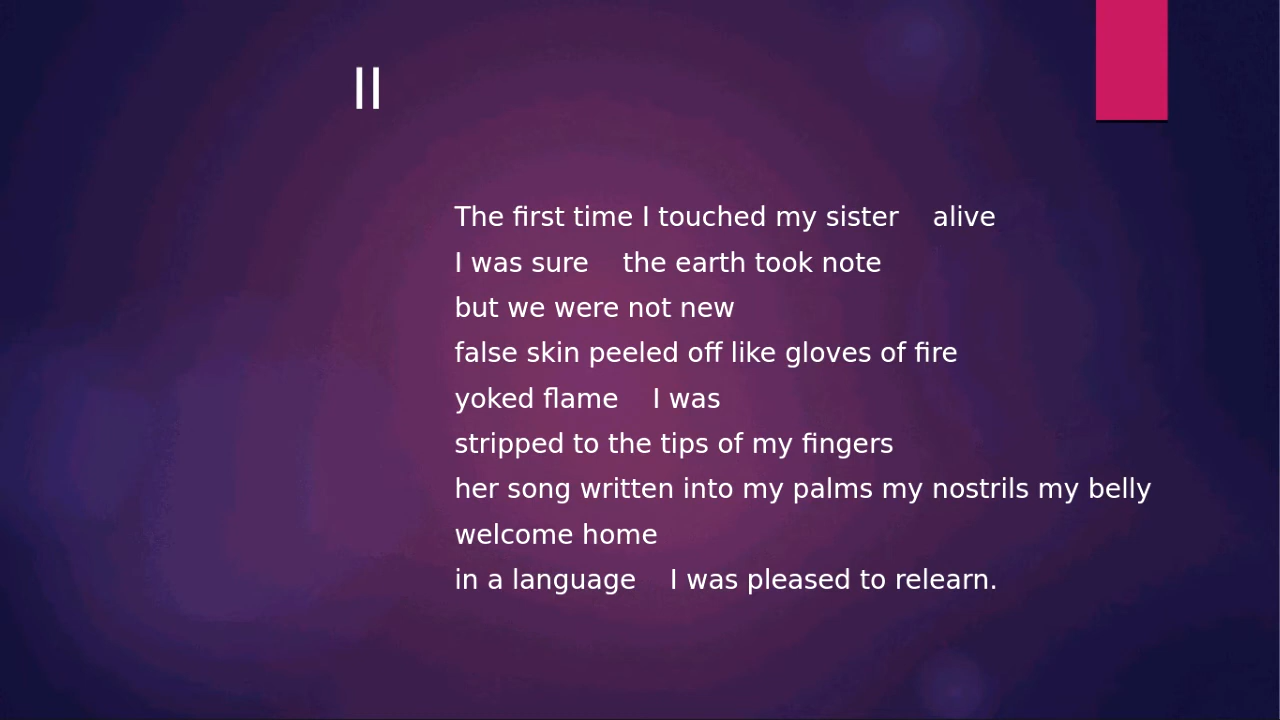 II
The first time I touched my sister    alive
I was sure    the earth took note
but we were not new
false skin peeled off like gloves of fire
yoked flame    I was
stripped to the tips of my fingers
her song written into my palms my nostrils my belly
welcome home
in a language    I was pleased to relearn.